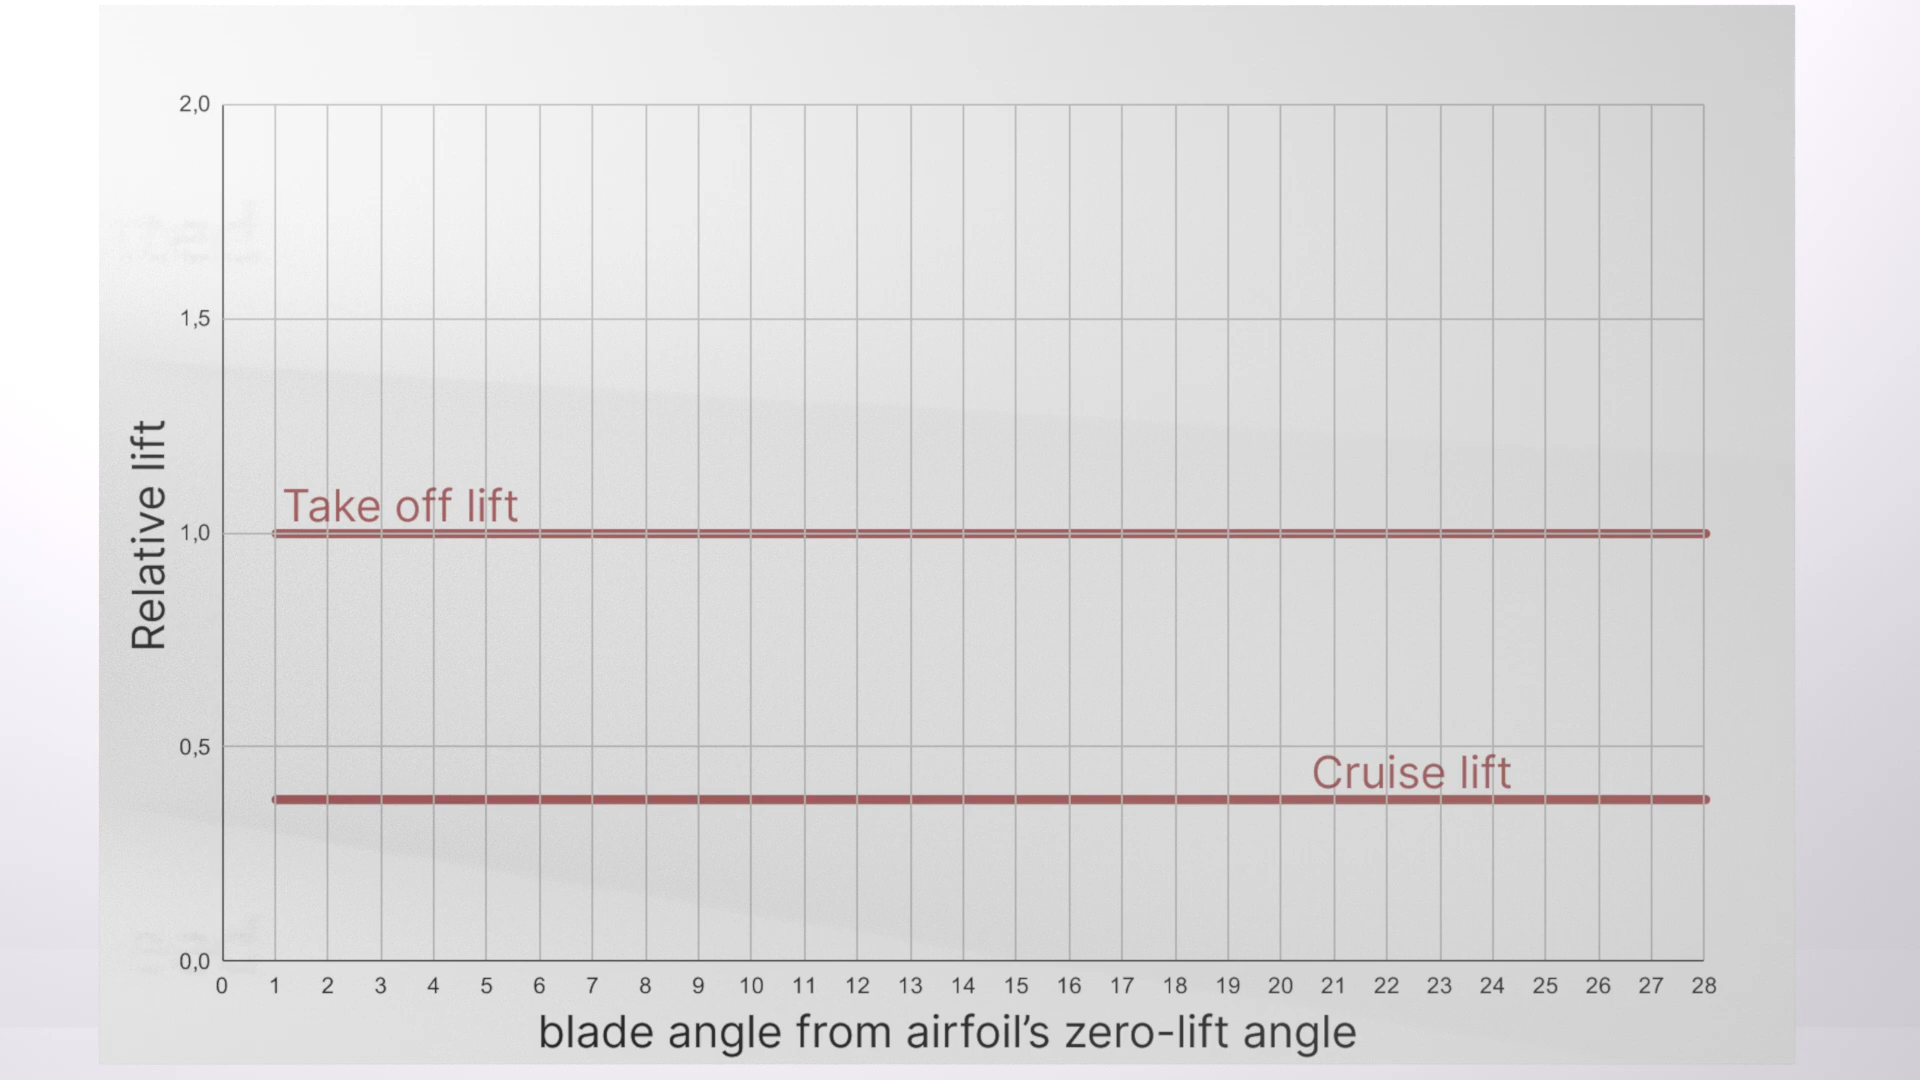 2,0
1,5
1,0
0,5
0,0
Relative lift
Take off lift
Cruise lift
0 1 2 3 4 5 6 7 8 9 10 11 12 13 14 15 16 17 18 19 20 21 22 23 24 25 26 27 28
blade angle from airfoil’s zero-lift angle